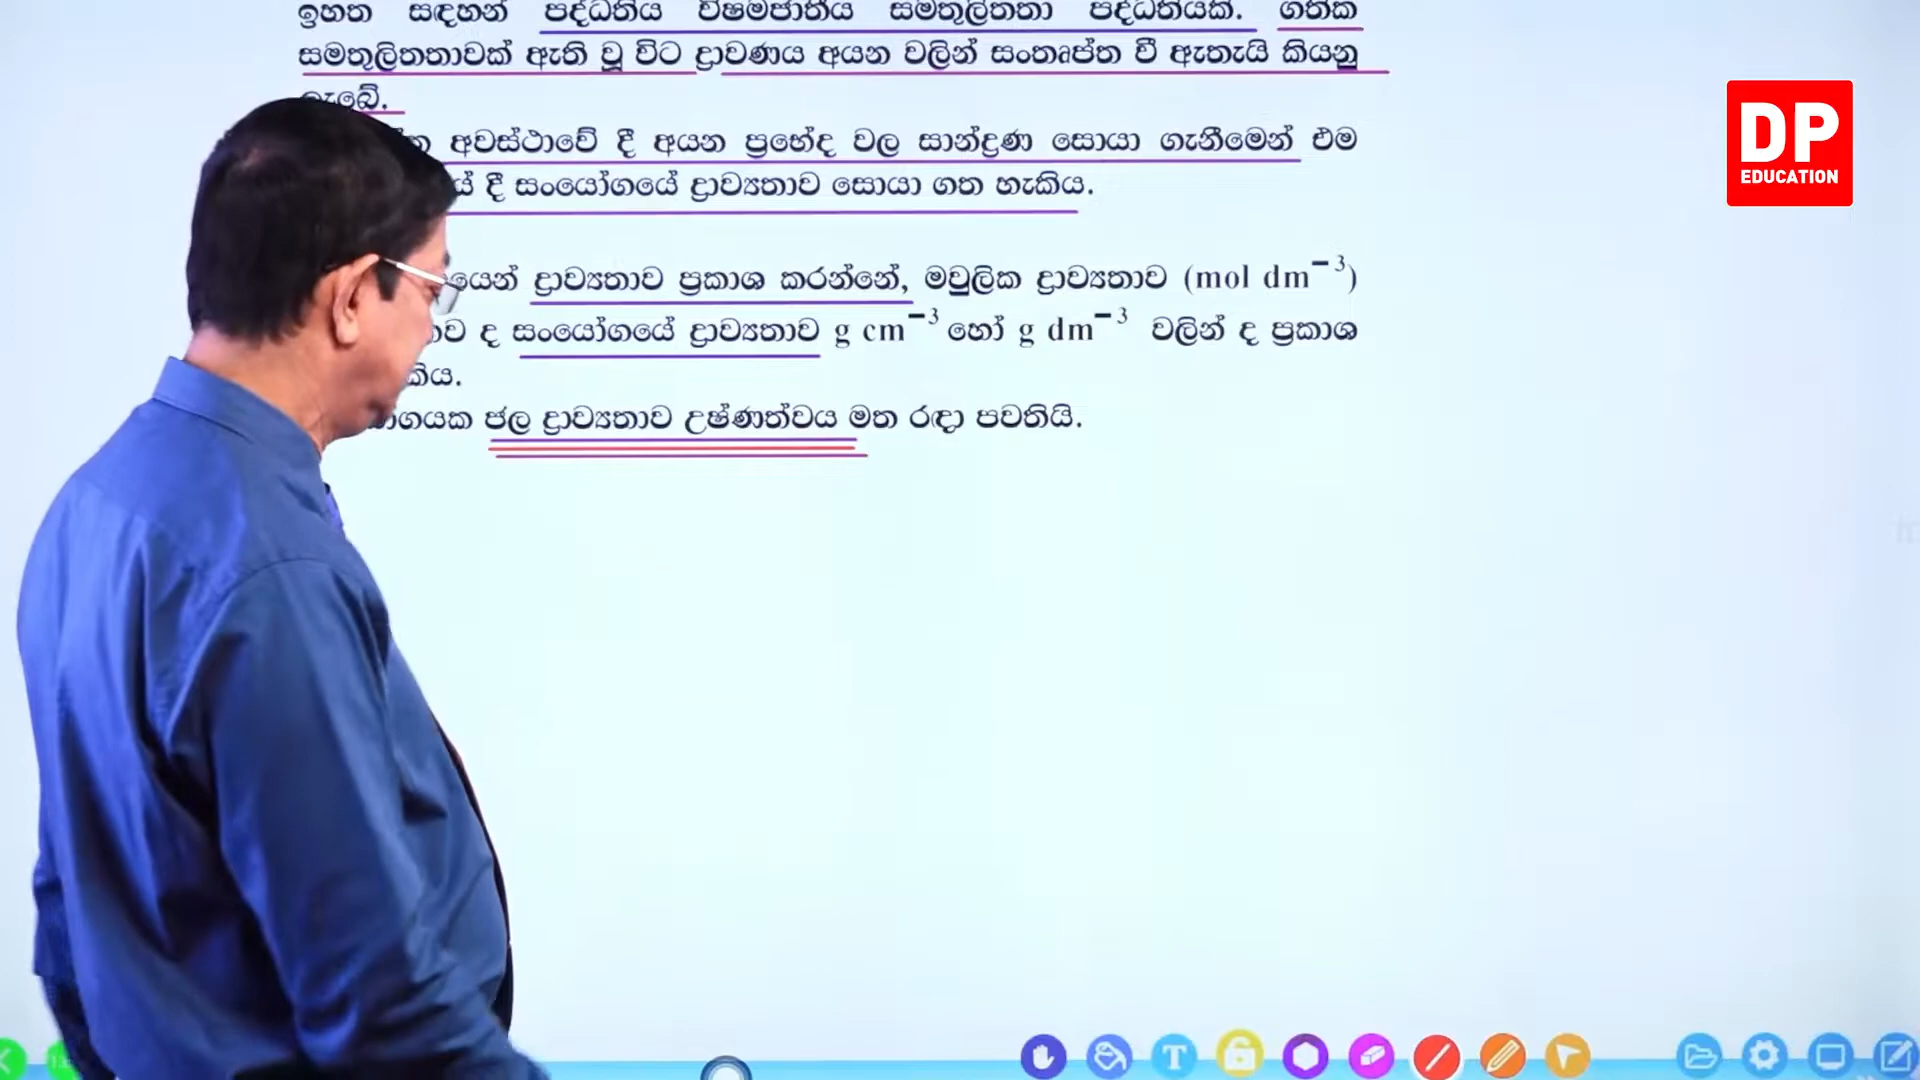 ඉහත සඳහන් පද්ධතිය විෂමජාතීය සමතුලිතතා පද්ධතියකි. ගතික
සමතුලිතතාවක් ඇති වූ විට ද්‍රාවණය අයන වලින් සංතෘප්ත වී ඇතැයි කියනු
අවස්ථාවේ දී අයන ප්‍රභේද වල සාන්ද්‍රණ සොයා ගැනීමෙන් එම
දී සංයෝගයේ ද්‍රාව්‍යතාව සොයා ගත හැකිය.
ද්‍රාව්‍යතාව ප්‍රකාශ කරන්නේ, මවුලික ද්‍රාව්‍යතාව (mol dm⁻³)
ද සංයෝගයේ ද්‍රාව්‍යතාව g cm⁻³ හෝ g dm⁻³ වලින් ද ප්‍රකාශ
ජල ද්‍රාව්‍යතාව උෂ්ණත්වය මත රඳා පවතියි.
DP
EDUCATION